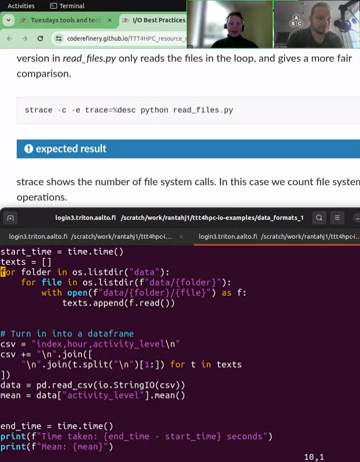 Activities
Terminal
Tuesdays tools and tech
I/O Best Practices
coderefinery.github.io/TTT4HPC_resource_
version in read_files.py only reads the files in the loop, and gives a more fair
comparison.
strace -c -e trace=%desc python read_files.py
expected result
strace shows the number of file system calls. In this case we count file system
operations.
login3.triton.aalto.fi /scratch/work/rantahj1/ttt4hpc-io-examples/data_formats_1
login3.triton.aalto.fi /scratch/work/rantahj1/ttt4hpc-i...
login3.triton.aalto.fi /scratch/work/rantahj1/ttt4hpc-i...
start_time = time.time()
texts = []
for folder in os.listdir("data"):
for file in os.listdir(f"data/{folder}"):
with open(f"data/{folder}/{file}") as f:
texts.append(f.read())
# Turn in into a dataframe
csv = "index,hour,activity_level\n"
csv += "\n".join([
"\n".join(t.split("\n")[1:]) for t in texts
])
data = pd.read_csv(io.StringIO(csv))
mean = data["activity_level"].mean()
end_time = time.time()
print(f"Time taken: {end_time - start_time} seconds")
print(f"Mean: {mean}")
10,1